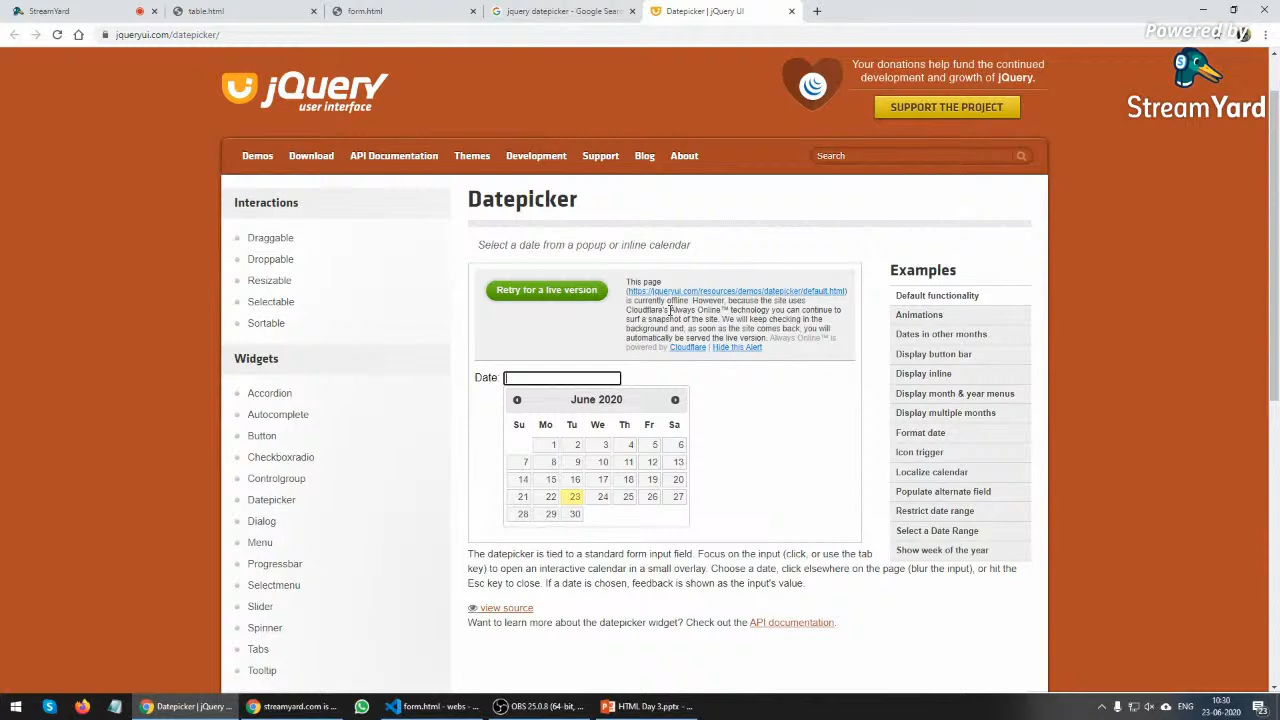 StreamYard
table.html
form.html
jquery datepicker - Google Search
Datepicker | jQuery UI
jqueryui.com/datepicker/
Powered by
StreamYard
jQuery
user interface
Your donations help fund the continued
development and growth of jQuery.
SUPPORT THE PROJECT
Demos
Download
API Documentation
Themes
Development
Support
Blog
About
Search
Interactions
Draggable
Droppable
Resizable
Selectable
Sortable
Widgets
Accordion
Autocomplete
Button
Checkboxradio
Controlgroup
Datepicker
Dialog
Menu
Progressbar
Selectmenu
Slider
Spinner
Tabs
Tooltip
Datepicker
Select a date from a popup or inline calendar
Retry for a live version
This page
(https://jqueryui.com/resources/demos/datepicker/default.html)
is currently offline. However, because the site uses
Cloudflare's Always Online™ technology you can continue to
surf a snapshot of the site. We will keep checking in the
background and, as soon as the site comes back, you will
automatically be served the live version. Always Online™ is
powered by Cloudflare | Hide this Alert
Date:
June 2020
Su Mo Tu We Th Fr Sa
1 2 3 4 5 6
7 8 9 10 11 12 13
14 15 16 17 18 19 20
21 22 23 24 25 26 27
28 29 30
Examples
Default functionality
Animations
Dates in other months
Display button bar
Display inline
Display month & year menus
Display multiple months
Format date
Icon trigger
Localize calendar
Populate alternate field
Restrict date range
Select a Date Range
Show week of the year
The datepicker is tied to a standard form input field. Focus on the input (click, or use the tab
key) to open an interactive calendar in a small overlay. Choose a date, click elsewhere on the page (blur the input), or hit the
Esc key to close. If a date is chosen, feedback is shown as the input's value.
view source
Want to learn more about the datepicker widget? Check out the API documentation.
Datepicker | jQuery ...
streamyard.com is ...
form.html - webs - ...
OBS 25.0.8 (64-bit, ...
HTML Day 3.pptx - ...
ENG
10:30
23-06-2020
23